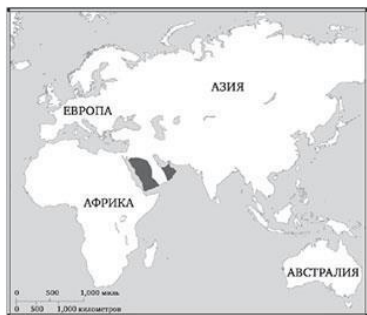 АЗИЯ
ЕВРОПА
АФРИКА
АВСТРАЛИЯ
0 500 1,000 миль
0 500 1,000 километров